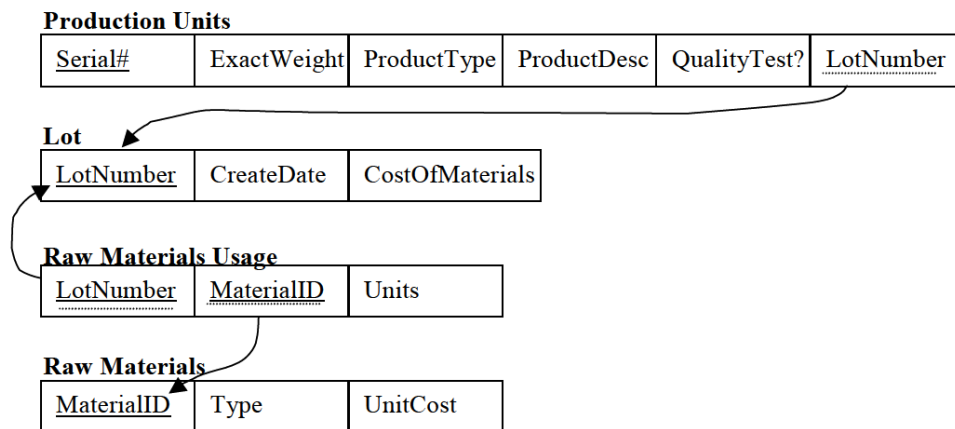 Production Units
Serial# ExactWeight ProductType ProductDesc QualityTest? LotNumber
Lot
LotNumber CreateDate CostOfMaterials
Raw Materials Usage
LotNumber MaterialID Units
Raw Materials
MaterialID Type UnitCost